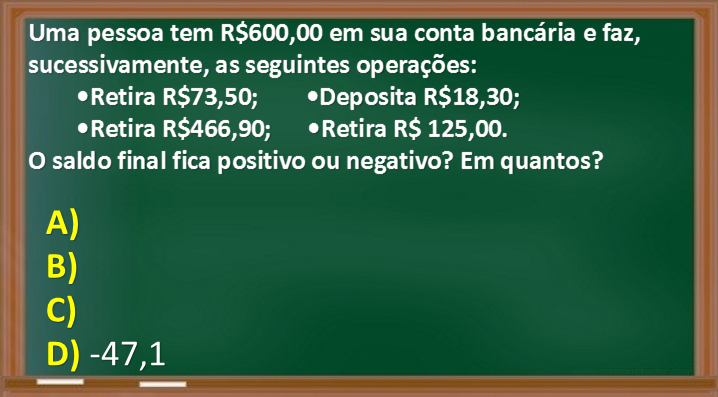 Uma pessoa tem R$600,00 em sua conta bancária e faz,
sucessivamente, as seguintes operações:
•Retira R$73,50; •Deposita R$18,30;
•Retira R$466,90; •Retira R$ 125,00.
O saldo final fica positivo ou negativo? Em quantos?
A)
B)
C)
D) -47,1